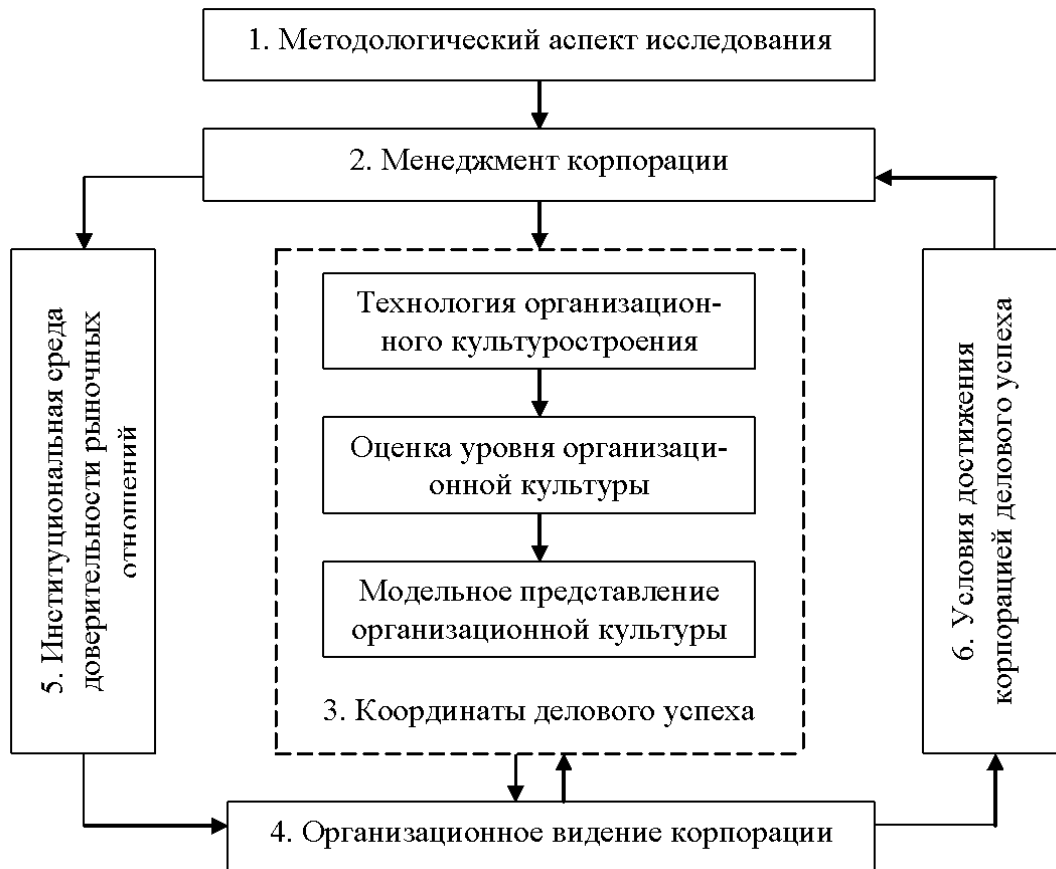 1. Методологический аспект исследования
2. Менеджмент корпорации
5. Институциональная среда
доверительности рыночных
отношений
Технология организацион-
ного культуростроения
Оценка уровня организаци-
онной культуры
Модельное представление
организационной культуры
3. Координаты делового успеха
6. Условия достижения
корпорацией делового успеха
4. Организационное видение корпорации